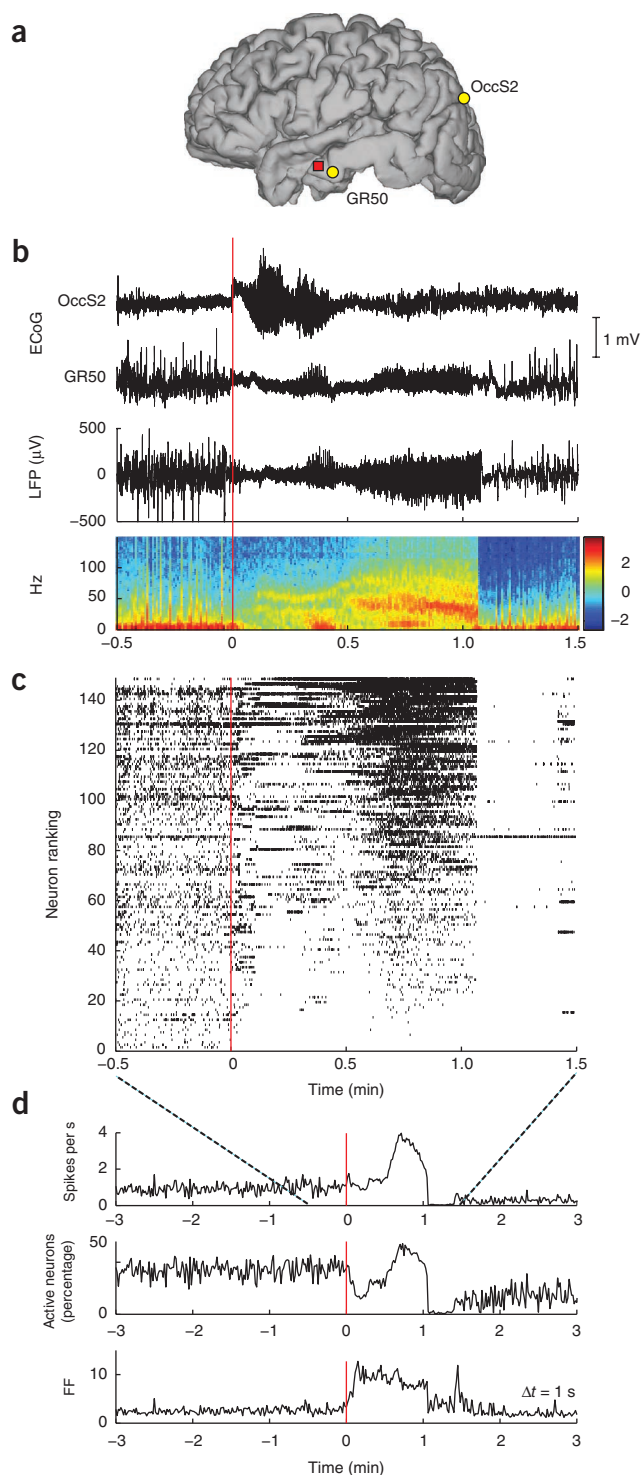 a
OccS2
GR50
b
OccS2
ECoG
1 mV
GR50
500
LFP (µV)
0
−500
100
Hz
50
0
2
0
−2
−0.5 0 0.5 1.0 1.5
c
140
120
100
Neuron ranking
80
60
40
20
0
−0.5 0 0.5 1.0 1.5
Time (min)
d
4
Spikes per s
2
0
−3 −2 −1 0 1 2 3
50
Active neurons
(percentage)
0
−3 −2 −1 0 1 2 3
10
FF
Δt = 1 s
0
−3 −2 −1 0 1 2 3
Time (min)